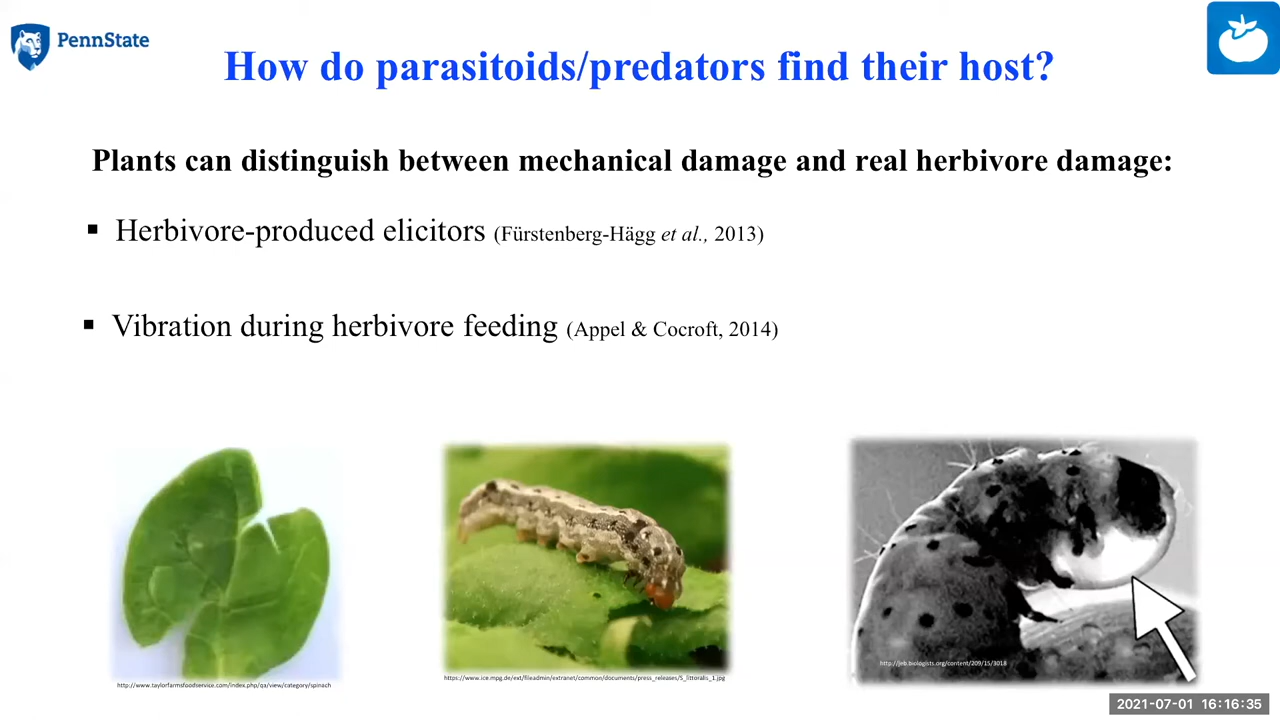 PennState
How do parasitoids/predators find their host?
Plants can distinguish between mechanical damage and real herbivore damage:
▪ Herbivore-produced elicitors (Fürstenberg-Hägg et al., 2013)
▪ Vibration during herbivore feeding (Appel & Cocroft, 2014)
http://www.taylorfarmsfoodservice.com/index.php/qa/view/category/spinach
https://www.ice.mpg.de/ext/fileadmin/extranet/common/documents/press_releases/S_littoralis_1.jpg
http://jeb.biologists.org/content/209/15/3018
2021-07-01 16:16:35